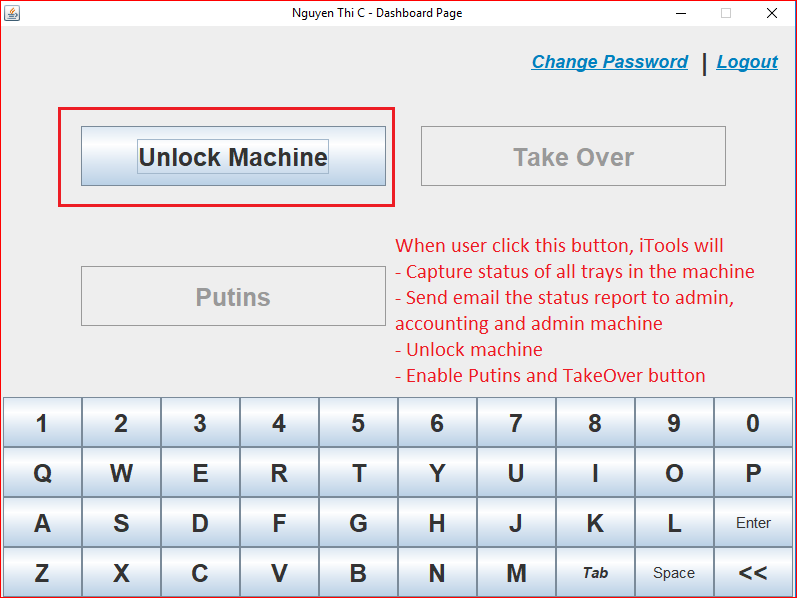 Nguyen Thi C - Dashboard Page
Change Password | Logout
Unlock Machine
Take Over
When user click this button, iTools will
- Capture status of all trays in the machine
- Send email the status report to admin,
accounting and admin machine
- Unlock machine
- Enable Putins and TakeOver button
Putins
1 2 3 4 5 6 7 8 9 0
Q W E R T Y U I O P
A S D F G H J K L Enter
Z X C V B N M Tab Space <<